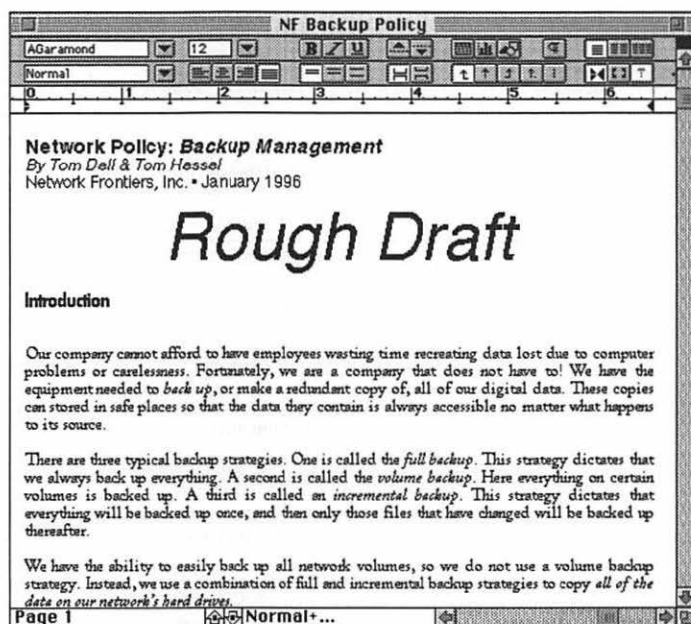 NF Backup Policy
AGaramond 12 B I U
Normal
0 1 2 3 4 5 6
Network Policy: Backup Management
By Tom Dell & Tom Hessel
Network Frontiers, Inc. • January 1996
Rough Draft
Introduction
Our company cannot afford to have employees wasting time recreating data lost due to computer
problems or carelessness. Fortunately, we are a company that does not have to! We have the
equipment needed to back up, or make a redundant copy of, all of our digital data. These copies
can stored in safe places so that the data they contain is always accessible no matter what happens
to its source.
There are three typical backup strategies. One is called the full backup. This strategy dictates that
we always back up everything. A second is called the volume backup. Here everything on certain
volumes is backed up. A third is called an incremental backup. This strategy dictates that
everything will be backed up once, and then only those files that have changed will be backed up
thereafter.
We have the ability to easily back up all network volumes, so we do not use a volume backup
strategy. Instead, we use a combination of full and incremental backup strategies to copy all of the
data on our network's hard drives.
Page 1 Normal+...